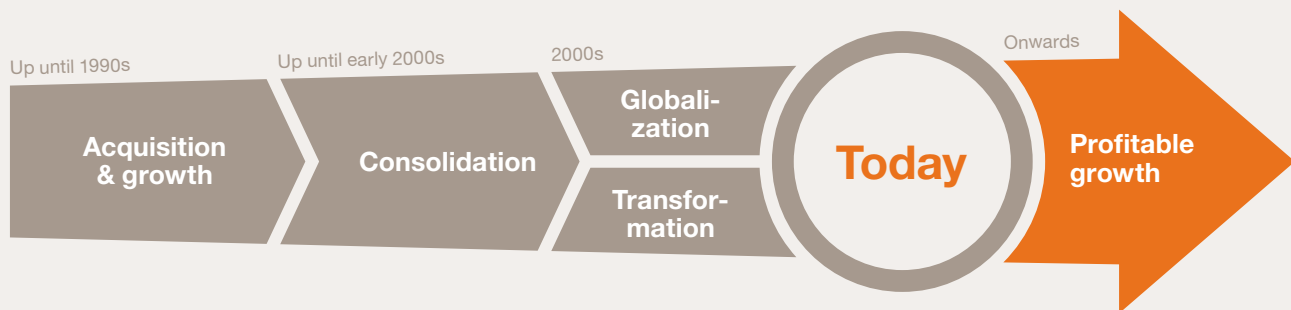 Up until 1990s
Acquisition
& growth
Up until early 2000s
Consolidation
2000s
Globali-
zation
Transfor-
mation
Today
Onwards
Profitable
growth